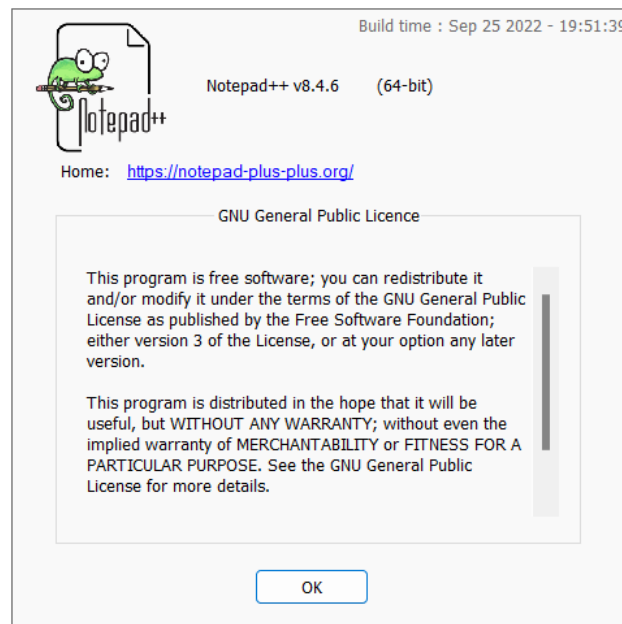 Build time : Sep 25 2022 - 19:51:39
Notepad++
Notepad++ v8.4.6 (64-bit)
Home: https://notepad-plus-plus.org/
GNU General Public Licence
This program is free software; you can redistribute it
and/or modify it under the terms of the GNU General Public
License as published by the Free Software Foundation;
either version 3 of the License, or at your option any later
version.
This program is distributed in the hope that it will be
useful, but WITHOUT ANY WARRANTY; without even the
implied warranty of MERCHANTABILITY or FITNESS FOR A
PARTICULAR PURPOSE. See the GNU General Public
License for more details.
OK